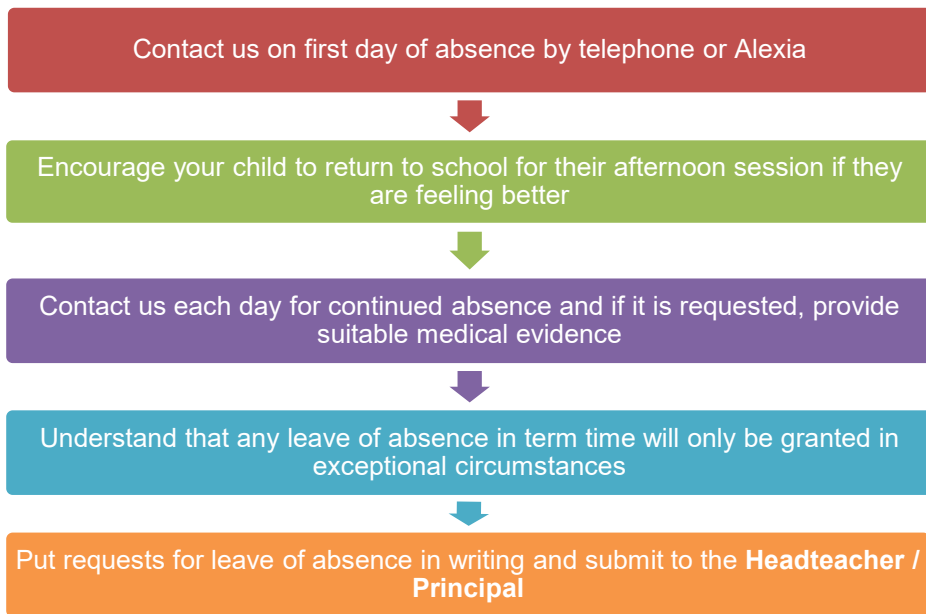 Contact us on first day of absence by telephone or Alexia
Encourage your child to return to school for their afternoon session if they
are feeling better
Contact us each day for continued absence and if it is requested, provide
suitable medical evidence
Understand that any leave of absence in term time will only be granted in
exceptional circumstances
Put requests for leave of absence in writing and submit to the Headteacher /
Principal